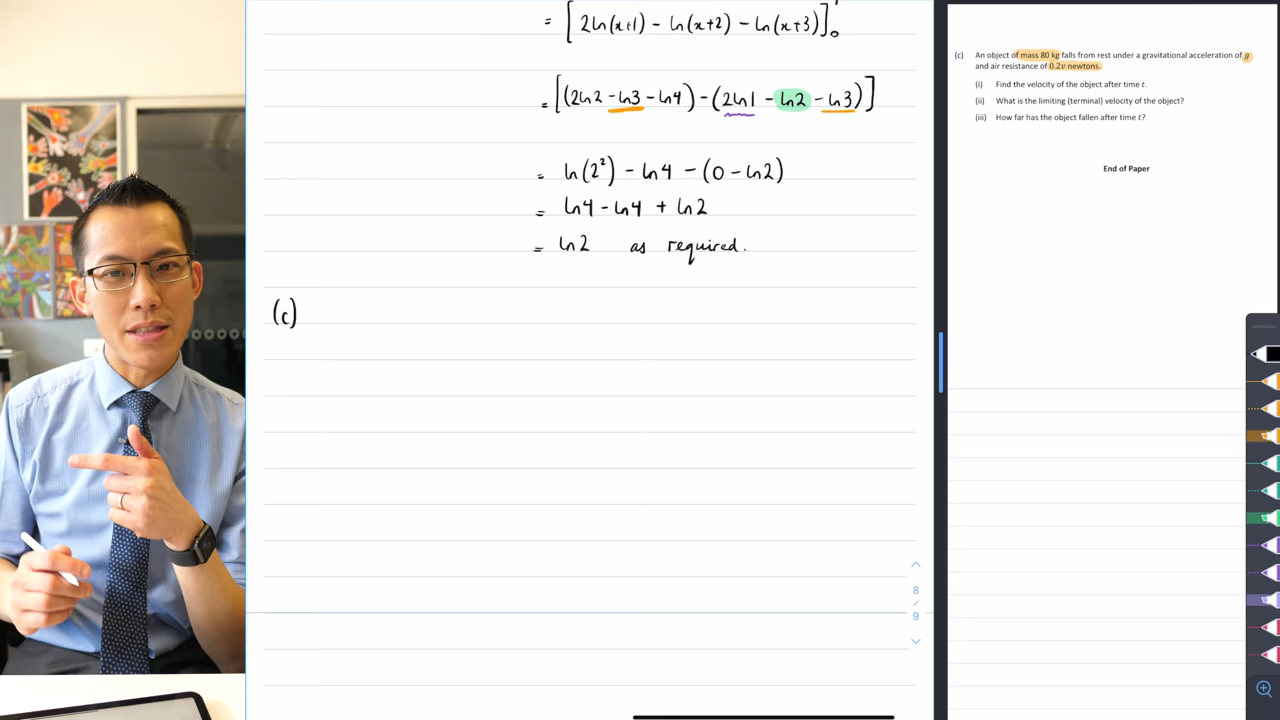 = [2ln(x+1) - ln(x+2) - ln(x+3)]₀
= [(2ln2 - ln3 - ln4) - (2ln1 - ln2 - ln3)]
= ln(2²) - ln4 - (0 - ln2)
= ln4 - ln4 + ln2
= ln2 as required.
(c)
8
/
9
(c) An object of mass 80 kg falls from rest under a gravitational acceleration of g
and air resistance of 0.2v newtons.
(i) Find the velocity of the object after time t.
(ii) What is the limiting (terminal) velocity of the object?
(iii) How far has the object fallen after time t?
End of Paper